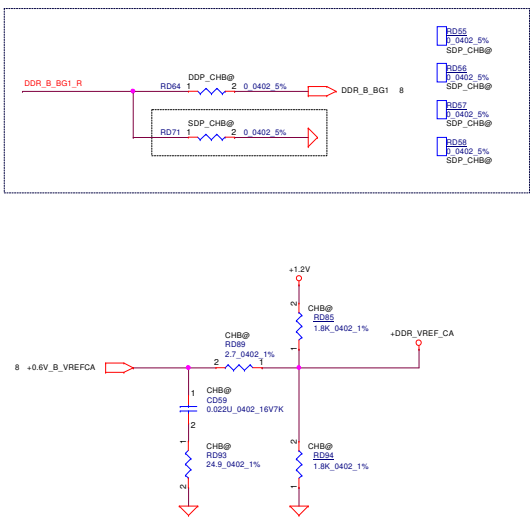 RD55
0_0402_5%
SDP_CHB@
RD56
0_0402_5%
SDP_CHB@
RD57
0_0402_5%
SDP_CHB@
RD58
0_0402_5%
SDP_CHB@
DDR_B_BG1_R
DDP_CHB@
RD64 1 2 0_0402_5%
DDR_B_BG1 8
SDP_CHB@
RD71 1 2 0_0402_5%
+1.2V
2
CHB@
RD85
1.8K_0402_1%
1
+DDR_VREF_CA
CHB@
RD89
2.7_0402_1%
2 1
8 +0.6V_B_VREFCA
1
CHB@
CD59
0.022U_0402_16V7K
2
1
CHB@
RD93
24.9_0402_1%
2
2
CHB@
RD94
1.8K_0402_1%
1